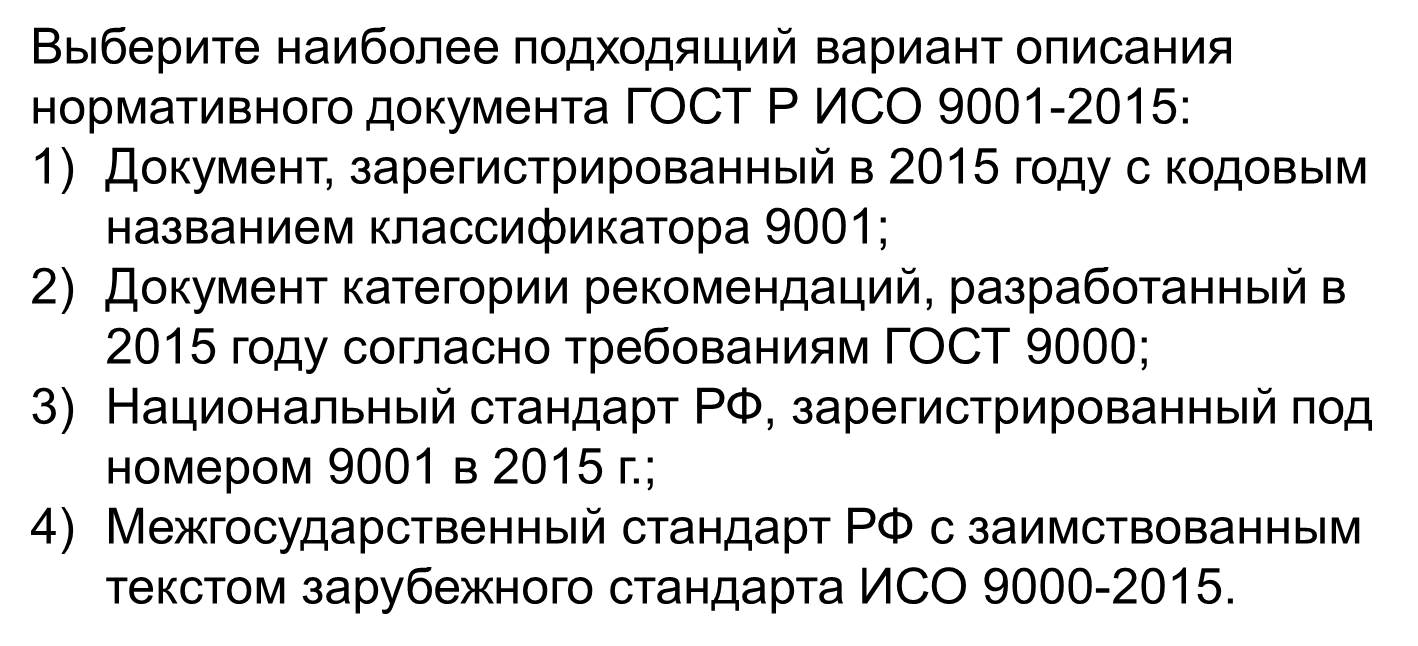 Выберите наиболее подходящий вариант описания
нормативного документа ГОСТ Р ИСО 9001-2015:
1) Документ, зарегистрированный в 2015 году с кодовым
названием классификатора 9001;
2) Документ категории рекомендаций, разработанный в
2015 году согласно требованиям ГОСТ 9000;
3) Национальный стандарт РФ, зарегистрированный под
номером 9001 в 2015 г.;
4) Межгосударственный стандарт РФ с заимствованным
текстом зарубежного стандарта ИСО 9000-2015.